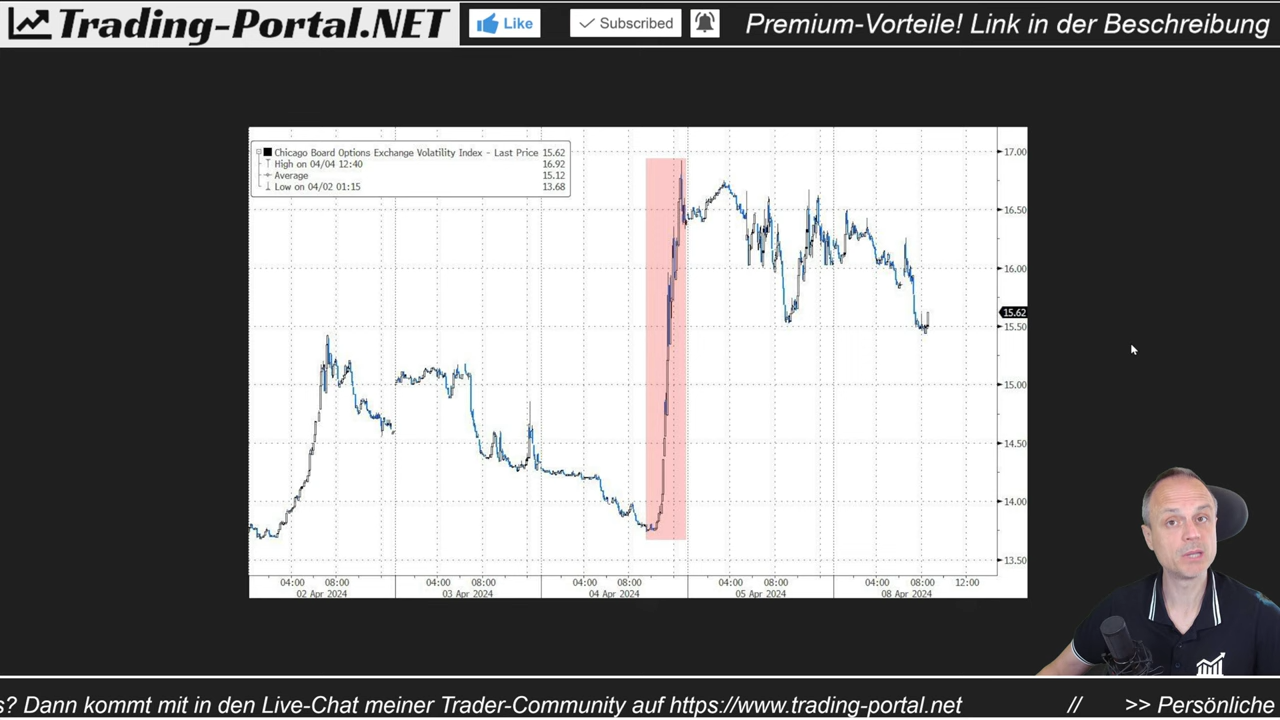 Trading-Portal.NET
Like
Subscribed
Premium-Vorteile! Link in der Beschreibung
Chicago Board Options Exchange Volatility Index - Last Price 15.62
High on 04/04 12:40 16.92
Average 15.12
Low on 04/02 01:15 13.68
17.00
16.50
16.00
15.62
15.50
15.00
14.50
14.00
13.50
04:00 08:00 04:00 08:00 04:00 08:00 04:00 08:00 04:00 08:00 12:00
02 Apr 2024 03 Apr 2024 04 Apr 2024 05 Apr 2024 08 Apr 2024
s? Dann kommt mit in den Live-Chat meiner Trader-Community auf https://www.trading-portal.net // >> Persönliche